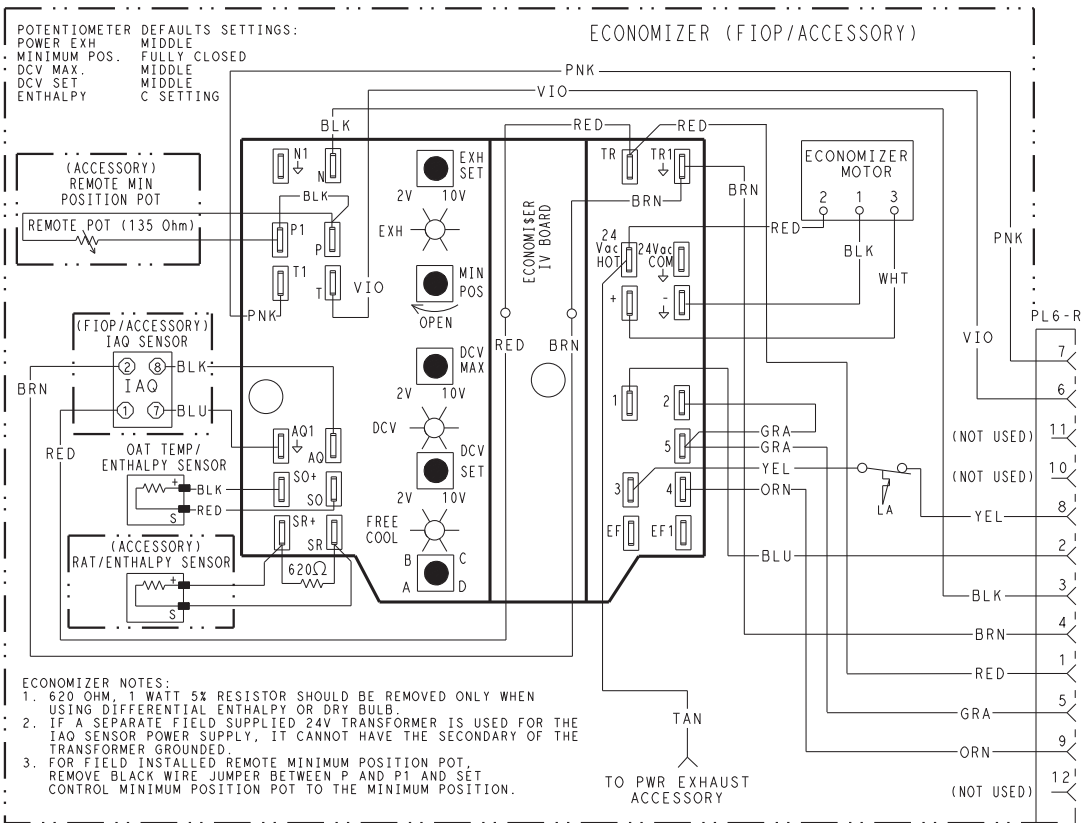 POTENTIOMETER DEFAULTS SETTINGS:
POWER EXH MIDDLE
MINIMUM POS. FULLY CLOSED
DCV MAX. MIDDLE
DCV SET MIDDLE
ENTHALPY C SETTING
ECONOMIZER (FIOP/ACCESSORY)
PNK
VIO
BLK
RED
RED
N1
N
EXH
SET
2V 10V
TR
TR1
BRN
BRN
ECONOMIZER
MOTOR
2 1 3
(ACCESSORY)
REMOTE MIN
POSITION POT
REMOTE POT (135 Ohm)
BLK
P1
P
EXH
ECONOMI$ER
IV BOARD
24
Vac
HOT
24Vac
COM
RED
BLK
WHT
PNK
T1
T
VIO
MIN
POS
OPEN
+
-
PNK
(FIOP/ACCESSORY)
IAQ SENSOR
2 8
IAQ
1 7
BLK
BLU
BRN
RED
RED
BRN
DCV
MAX
2V 10V
VIO
PL6-R
7
6
(NOT USED) 11
(NOT USED) 10
YEL 8
2
BLK 3
BRN 4
RED 1
GRA 5
ORN 9
(NOT USED) 12
1
2
5
GRA
GRA
3
4
YEL
ORN
LA
EF
EF1
BLU
DCV
DCV
SET
2V 10V
AQ1
AQ
OAT TEMP/
ENTHALPY SENSOR
+
S
BLK
RED
SO+
SO
SR+
SR
620Ω
FREE
COOL
B C
A D
(ACCESSORY)
RAT/ENTHALPY SENSOR
+
S
TAN
TO PWR EXHAUST
ACCESSORY
ECONOMIZER NOTES:
1. 620 OHM, 1 WATT 5% RESISTOR SHOULD BE REMOVED ONLY WHEN
USING DIFFERENTIAL ENTHALPY OR DRY BULB.
2. IF A SEPARATE FIELD SUPPLIED 24V TRANSFORMER IS USED FOR THE
IAQ SENSOR POWER SUPPLY, IT CANNOT HAVE THE SECONDARY OF THE
TRANSFORMER GROUNDED.
3. FOR FIELD INSTALLED REMOTE MINIMUM POSITION POT,
REMOVE BLACK WIRE JUMPER BETWEEN P AND P1 AND SET
CONTROL MINIMUM POSITION POT TO THE MINIMUM POSITION.